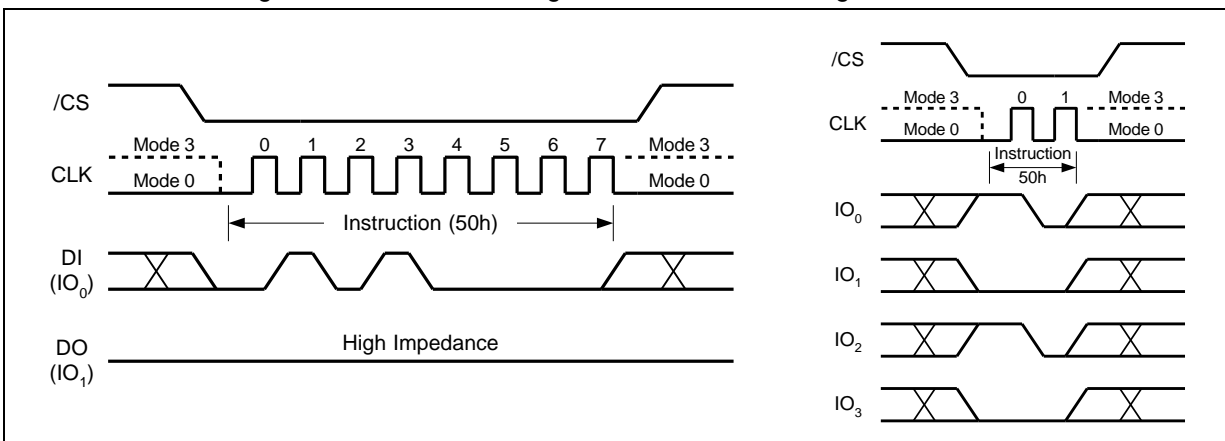 /CS
Mode 3 0 1 2 3 4 5 6 7 Mode 3
CLK Mode 0 Mode 0
Instruction (50h)
DI
(IO0)
High Impedance
DO
(IO1)
/CS
Mode 3 0 1 Mode 3
CLK Mode 0 Mode 0
Instruction
50h
IO0
IO1
IO2
IO3